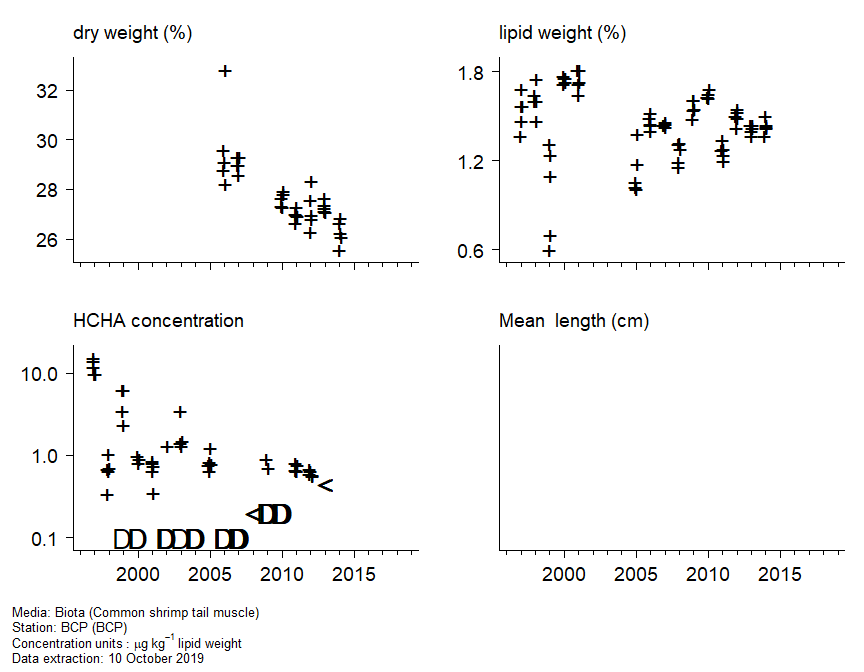 dry weight (%)
lipid weight (%)
32
30
28
26
1.8
1.2
0.6
HCHA concentration
Mean length (cm)
10.0
1.0
0.1
<
<DD
DD DDD DD
2000 2005 2010 2015
2000 2005 2010 2015
Media: Biota (Common shrimp tail muscle)
Station: BCP (BCP)
Concentration units : μg kg⁻¹ lipid weight
Data extraction: 10 October 2019